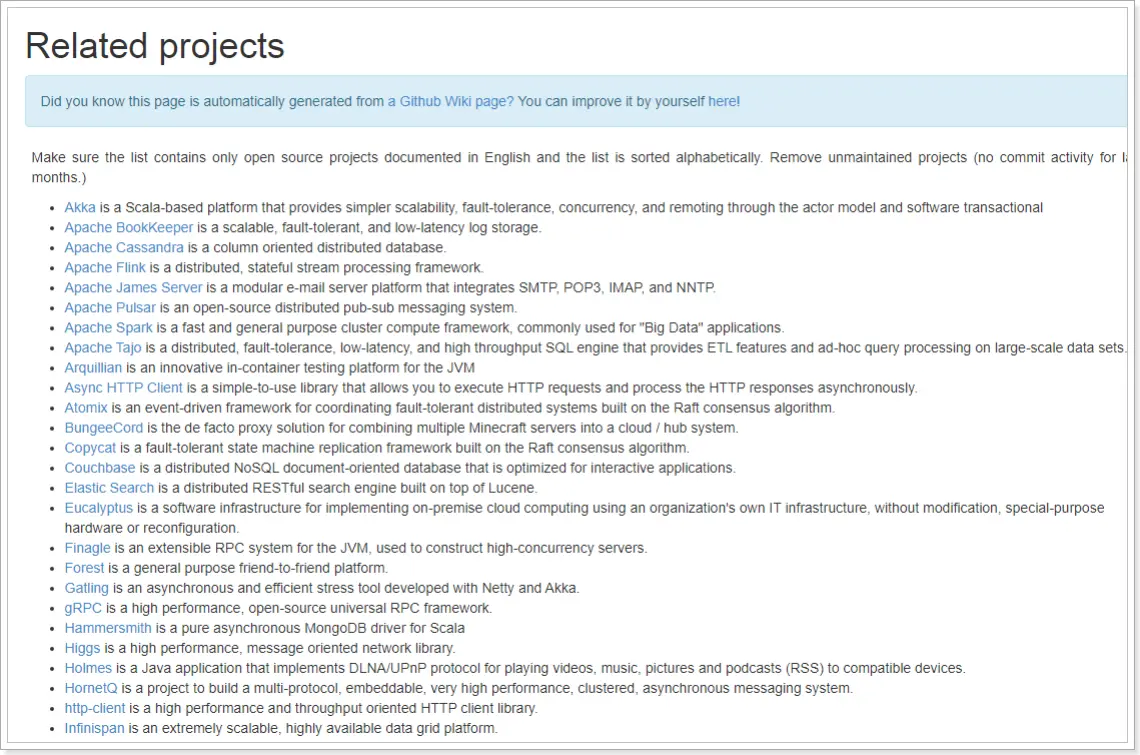 Related projects
Did you know this page is automatically generated from a Github Wiki page? You can improve it by yourself here!
Make sure the list contains only open source projects documented in English and the list is sorted alphabetically. Remove unmaintained projects (no commit activity for
months.)
• Akka is a Scala-based platform that provides simpler scalability, fault-tolerance, concurrency, and remoting through the actor model and software transactional
• Apache BookKeeper is a scalable, fault-tolerant, and low-latency log storage.
• Apache Cassandra is a column oriented distributed database.
• Apache Flink is a distributed, stateful stream processing framework.
• Apache James Server is a modular e-mail server platform that integrates SMTP, POP3, IMAP, and NNTP.
• Apache Pulsar is an open-source distributed pub-sub messaging system.
• Apache Spark is a fast and general purpose cluster compute framework, commonly used for "Big Data" applications.
• Apache Tajo is a distributed, fault-tolerance, low-latency, and high throughput SQL engine that provides ETL features and ad-hoc query processing on large-scale data sets.
• Arquillian is an innovative in-container testing platform for the JVM
• Async HTTP Client is a simple-to-use library that allows you to execute HTTP requests and process the HTTP responses asynchronously.
• Atomix is an event-driven framework for coordinating fault-tolerant distributed systems built on the Raft consensus algorithm.
• BungeeCord is the de facto proxy solution for combining multiple Minecraft servers into a cloud / hub system.
• Copycat is a fault-tolerant state machine replication framework built on the Raft consensus algorithm.
• Couchbase is a distributed NoSQL document-oriented database that is optimized for interactive applications.
• Elastic Search is a distributed RESTful search engine built on top of Lucene.
• Eucalyptus is a software infrastructure for implementing on-premise cloud computing using an organization's own IT infrastructure, without modification, special-purpose
hardware or reconfiguration.
• Finagle is an extensible RPC system for the JVM, used to construct high-concurrency servers.
• Forest is a general purpose friend-to-friend platform.
• Gatling is an asynchronous and efficient stress tool developed with Netty and Akka.
• gRPC is a high performance, open-source universal RPC framework.
• Hammersmith is a pure asynchronous MongoDB driver for Scala
• Higgs is a high performance, message oriented network library.
• Holmes is a Java application that implements DLNA/UPnP protocol for playing videos, music, pictures and podcasts (RSS) to compatible devices.
• HornetQ is a project to build a multi-protocol, embeddable, very high performance, clustered, asynchronous messaging system.
• http-client is a high performance and throughput oriented HTTP client library.
• Infinispan is an extremely scalable, highly available data grid platform.